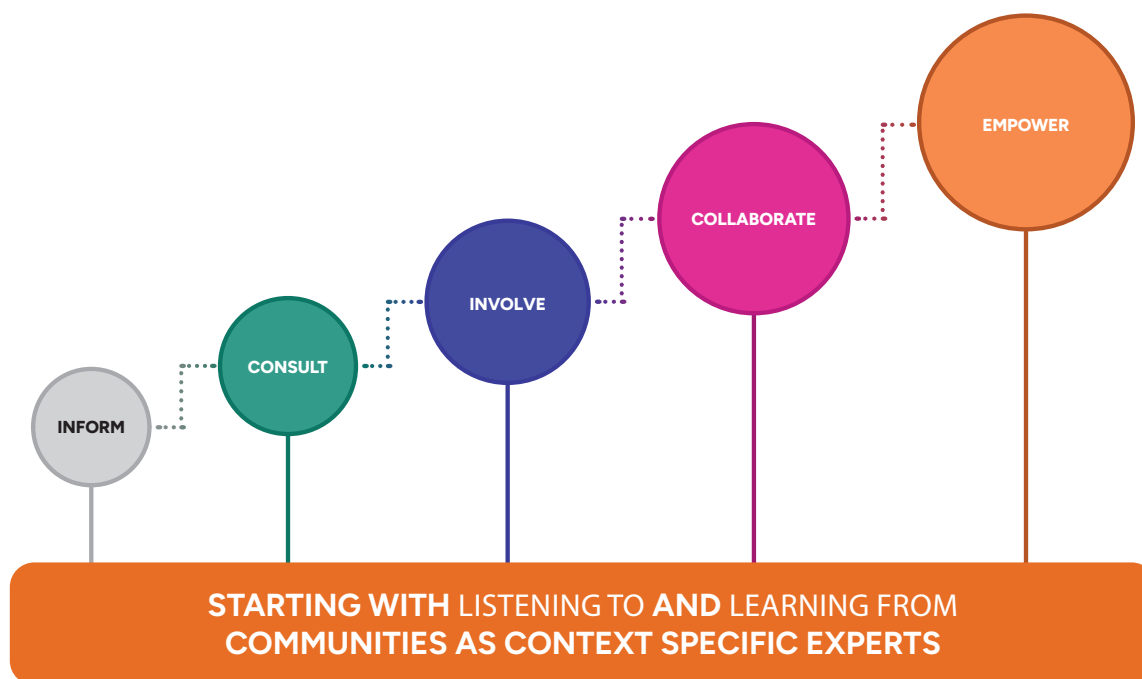 INFORM
CONSULT
INVOLVE
COLLABORATE
EMPOWER
STARTING WITH LISTENING TO AND LEARNING FROM
COMMUNITIES AS CONTEXT SPECIFIC EXPERTS